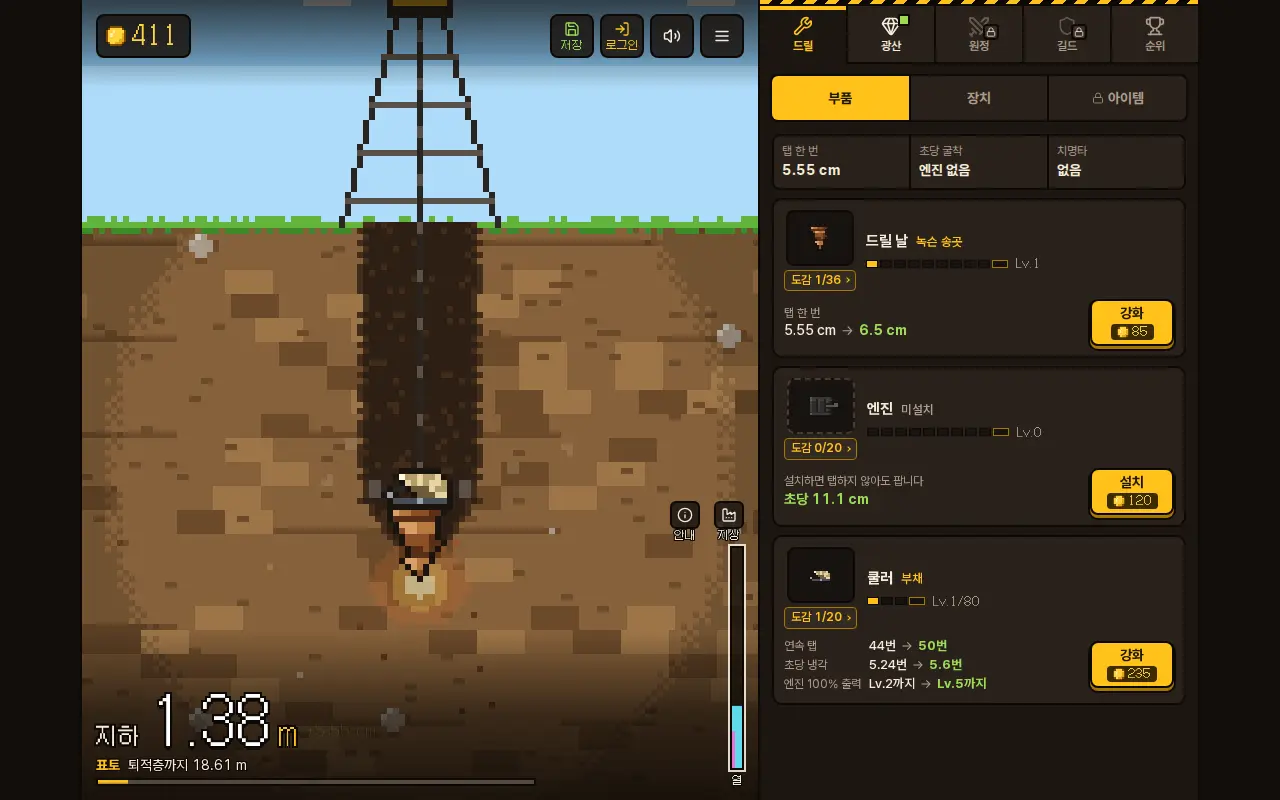 411
저장
로그인
드릴
광산
원정
길드
순위
부품
장치
아이템
탭 한 번
5.55 cm
초당 굴착
엔진 없음
치명타
없음
드릴 날 녹슨 송곳
Lv.1
도감 1/36 ›
탭 한 번
5.55 cm → 6.5 cm
강화
85
엔진 미설치
Lv.0
도감 0/20 ›
설치하면 탭하지 않아도 팝니다
초당 11.1 cm
설치
120
쿨러 부채
Lv.1/80
도감 1/20 ›
연속 탭 44번 → 50번
초당 냉각 5.24번 → 5.6번
엔진 100% 출력 Lv.2까지 → Lv.5까지
강화
235
안내
지상
열
지하 1.38 m
표토 퇴적층까지 18.61 m